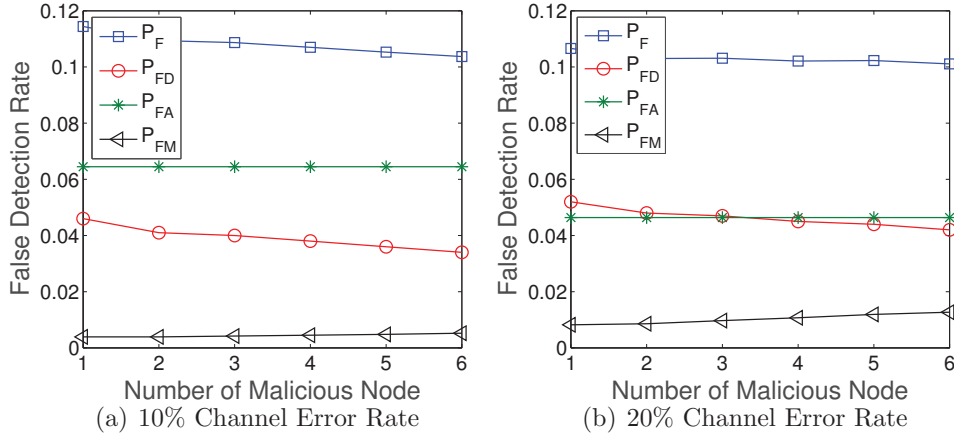 0.12
0.1
0.08
0.06
0.04
0.02
0
False Detection Rate
P_F
P_FD
P_FA
P_FM
1 2 3 4 5 6
Number of Malicious Node
(a) 10% Channel Error Rate
0.12
0.1
0.08
0.06
0.04
0.02
0
False Detection Rate
P_F
P_FD
P_FA
P_FM
1 2 3 4 5 6
Number of Malicious Node
(b) 20% Channel Error Rate